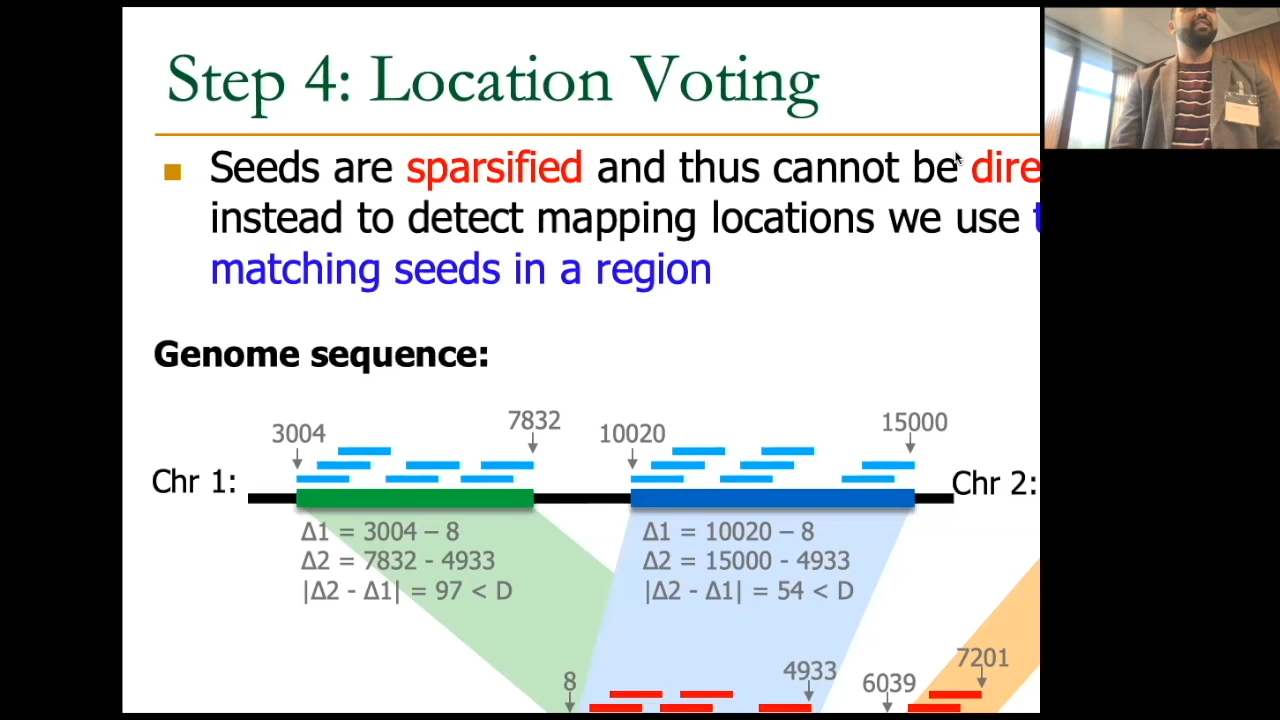 Step 4: Location Voting
Seeds are sparsified and thus cannot be dire
instead to detect mapping locations we use
matching seeds in a region
Genome sequence:
3004
7832
10020
15000
Chr 1:
Chr 2:
Δ1 = 3004 – 8
Δ2 = 7832 - 4933
|Δ2 - Δ1| = 97 < D
Δ1 = 10020 – 8
Δ2 = 15000 - 4933
|Δ2 - Δ1| = 54 < D
8
4933
6039
7201